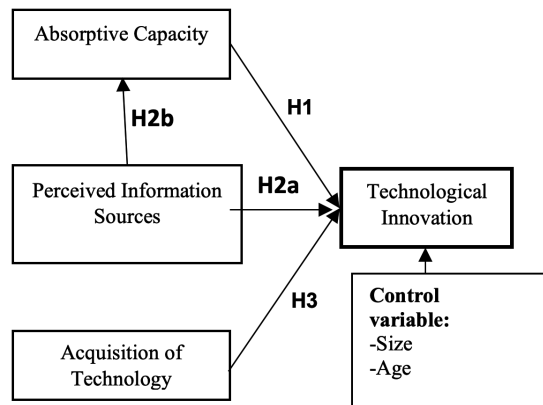 Absorptive Capacity
H2b
H1
Perceived Information
Sources
H2a
Technological
Innovation
H3
Acquisition of
Technology
Control
variable:
-Size
-Age